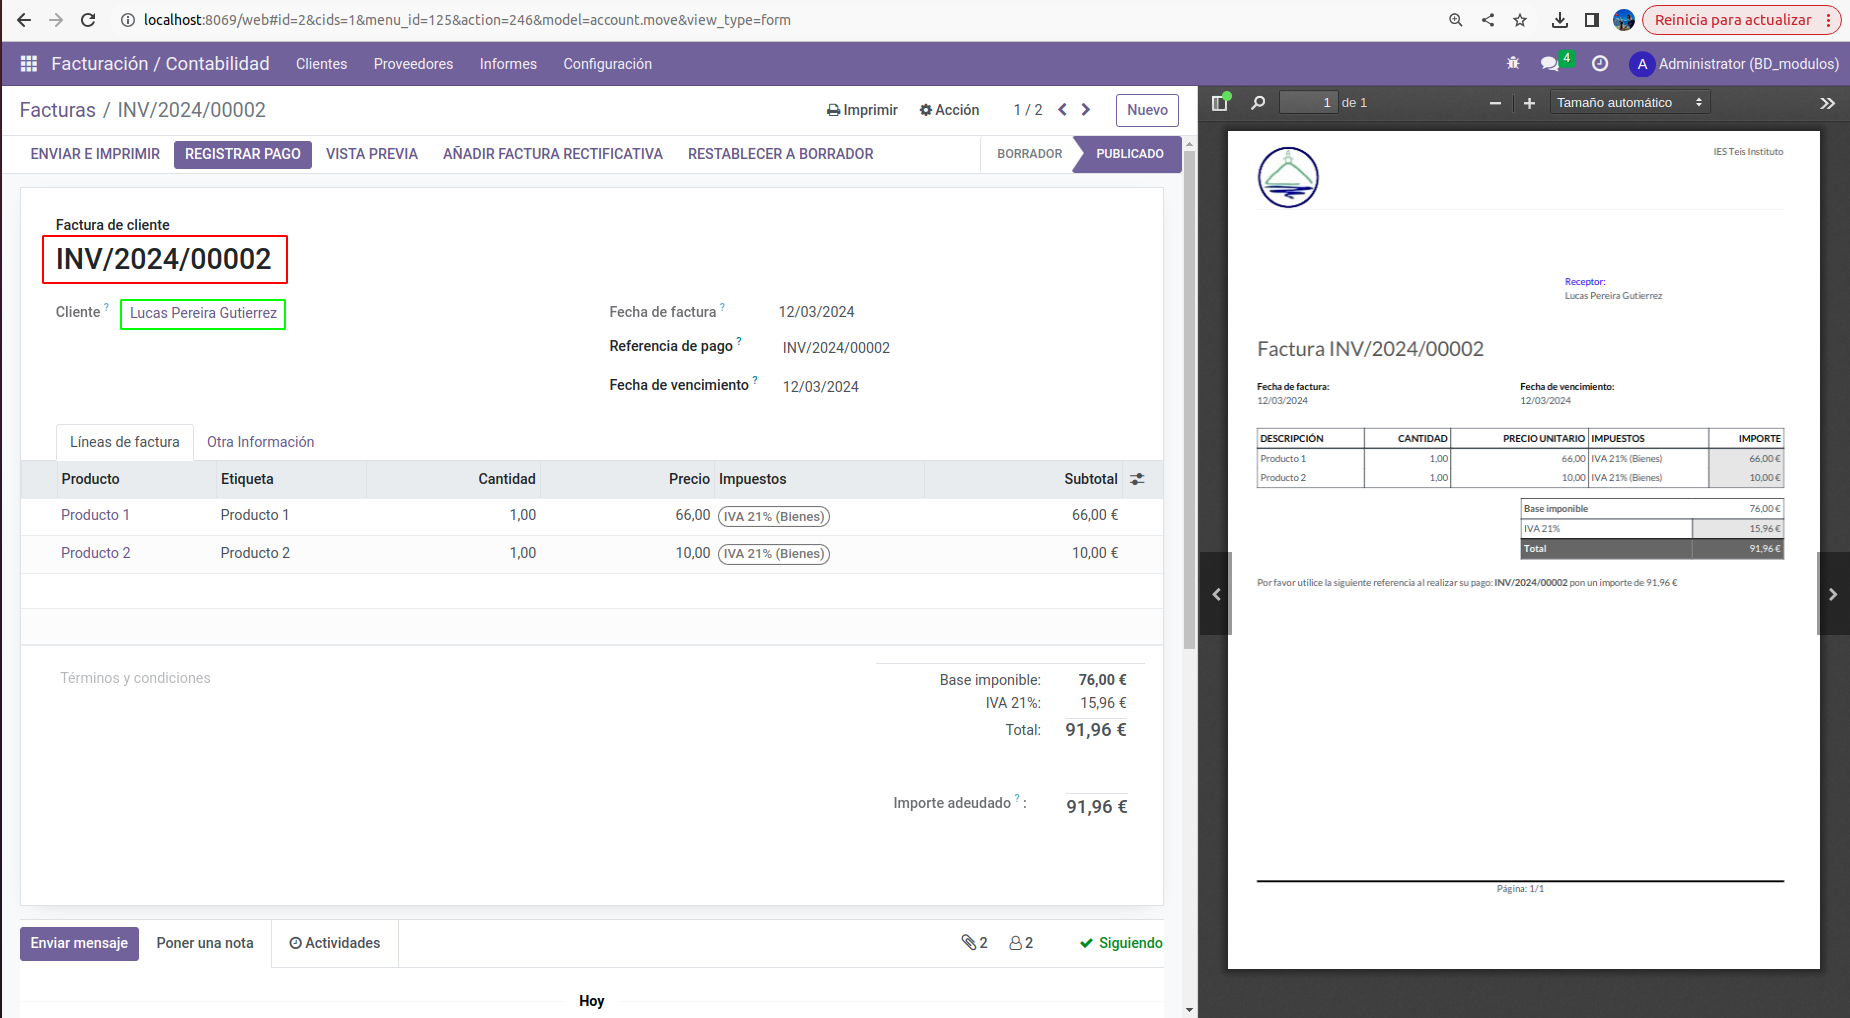 localhost:8069/web#id=2&cids=1&menu_id=125&action=246&model=account.move&view_type=form
Reinicia para actualizar
Facturación / Contabilidad
Clientes
Proveedores
Informes
Configuración
4
A
Administrator (BD_modulos)
Facturas / INV/2024/00002
Imprimir
Acción
1 / 2
Nuevo
ENVIAR E IMPRIMIR
REGISTRAR PAGO
VISTA PREVIA
AÑADIR FACTURA RECTIFICATIVA
RESTABLECER A BORRADOR
BORRADOR
PUBLICADO
Factura de cliente
INV/2024/00002
Cliente ?
Lucas Pereira Gutierrez
Fecha de factura ?
12/03/2024
Referencia de pago ?
INV/2024/00002
Fecha de vencimiento ?
12/03/2024
Líneas de factura
Otra Información
Producto Etiqueta Cantidad Precio Impuestos Subtotal
Producto 1 Producto 1 1,00 66,00 IVA 21% (Bienes) 66,00 €
Producto 2 Producto 2 1,00 10,00 IVA 21% (Bienes) 10,00 €
Términos y condiciones
Base imponible: 76,00 €
IVA 21%: 15,96 €
Total: 91,96 €
Importe adeudado ? : 91,96 €
Enviar mensaje
Poner una nota
Actividades
2
2
Siguiendo
Hoy
1 de 1
Tamaño automático
IES Teis Instituto
Receptor:
Lucas Pereira Gutierrez
Factura INV/2024/00002
Fecha de factura: Fecha de vencimiento:
12/03/2024 12/03/2024
DESCRIPCIÓN CANTIDAD PRECIO UNITARIO IMPUESTOS IMPORTE
Producto 1 1,00 66,00 IVA 21% (Bienes) 66,00 €
Producto 2 1,00 10,00 IVA 21% (Bienes) 10,00 €
Base imponible 76,00 €
IVA 21% 15,96 €
Total 91,96 €
Por favor utilice la siguiente referencia al realizar su pago: INV/2024/00002 pon un importe de 91,96 €
Página: 1/1